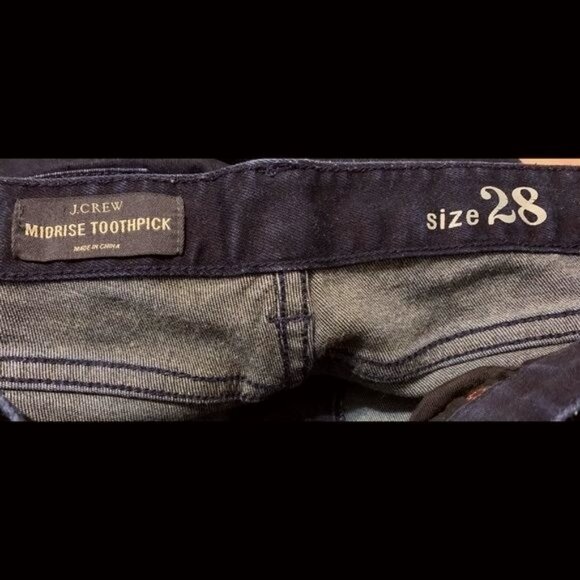 J.CREW
MIDRISE TOOTHPICK
MADE IN CHINA
size 28